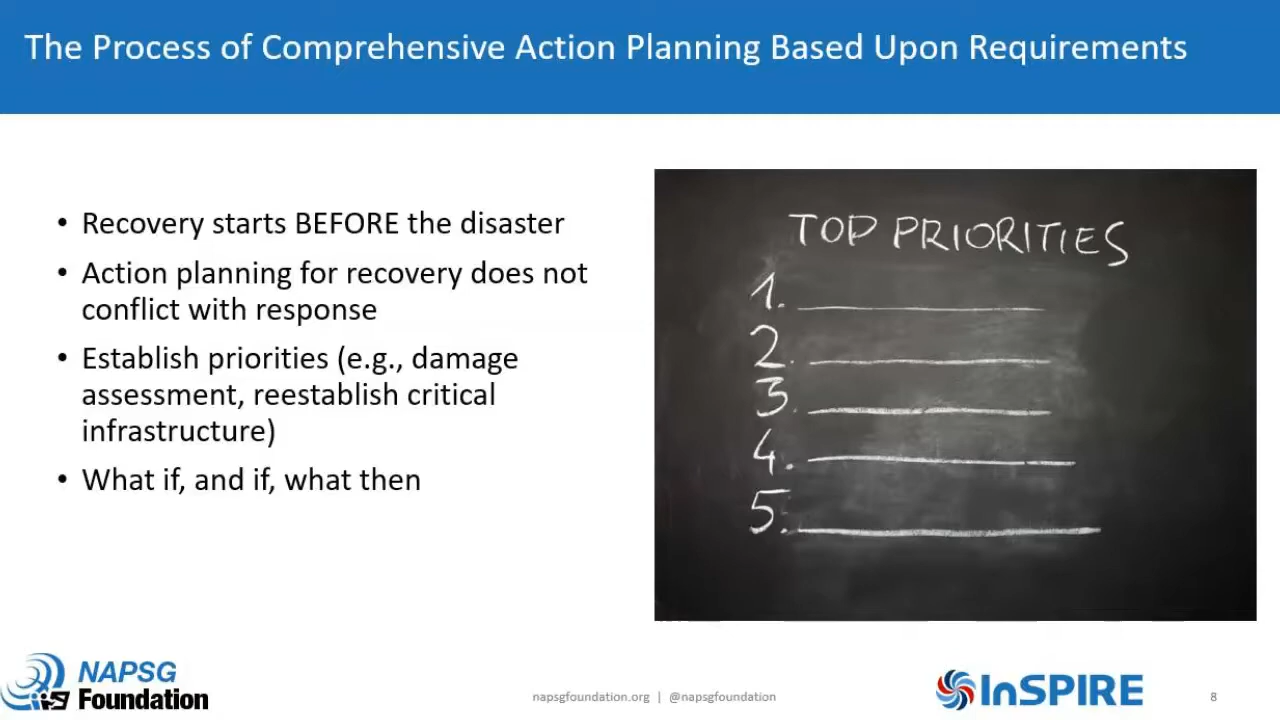 The Process of Comprehensive Action Planning Based Upon Requirements
• Recovery starts BEFORE the disaster
• Action planning for recovery does not
conflict with response
• Establish priorities (e.g., damage
assessment, reestablish critical
infrastructure)
• What if, and if, what then
TOP PRIORITIES
1.
2.
3.
4.
5.
NAPSG
Foundation
napsgfoundation.org | @napsgfoundation
InSPIRE
8